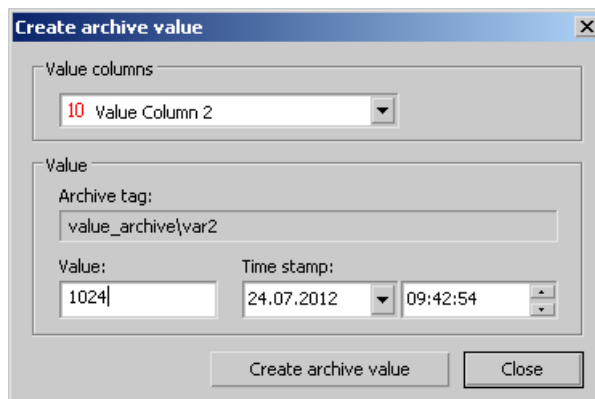 Create archive value
Value columns
10 Value Column 2
Value
Archive tag:
value_archive\var2
Value: Time stamp:
1024 24.07.2012 09:42:54
Create archive value Close